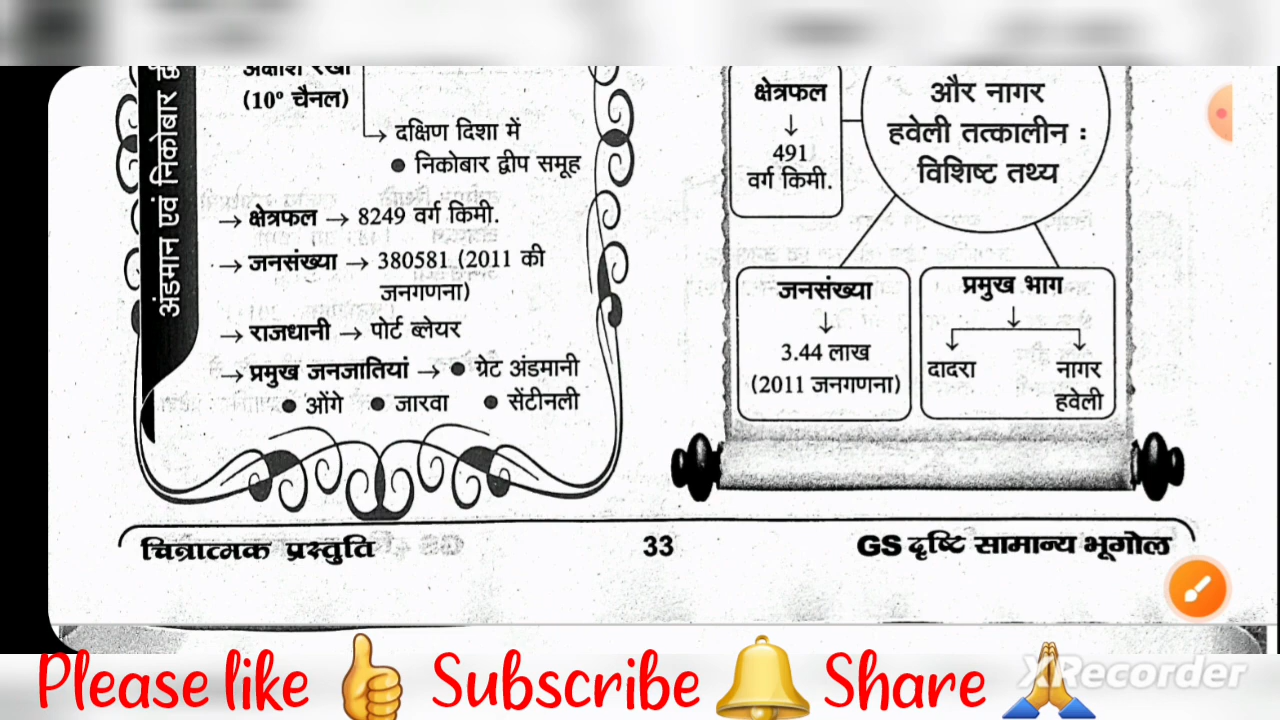 अक्षांश रेखा
(10° चैनल)
दक्षिण दिशा में
● निकोबार द्वीप समूह
→ क्षेत्रफल → 8249 वर्ग किमी.
→ जनसंख्या → 380581 (2011 की
जनगणना)
→ राजधानी → पोर्ट ब्लेयर
→ प्रमुख जनजातियां → ● ग्रेट अंडमानी
● ओंगे ● जारवा ● सेंटीनली
अंडमान एवं निकोबार
क्षेत्रफल
↓
491
वर्ग किमी.
और नागर
हवेली तत्कालीन :
विशिष्ट तथ्य
जनसंख्या
↓
3.44 लाख
(2011 जनगणना)
प्रमुख भाग
↓
दादरा नागर
हवेली
चित्रात्मक प्रस्तुति 33 GS दृष्टि सामान्य भूगोल
Please like Subscribe Share
XRecorder